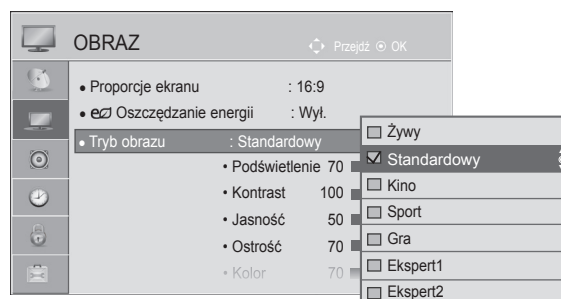 OBRAZ
Przejdź OK
• Proporcje ekranu : 16:9
• eco Oszczędzanie energii : Wył.
• Tryb obrazu : Standardowy
• Podświetlenie 70
• Kontrast 100
• Jasność 50
• Ostrość 70
• Kolor 70
Żywy
Standardowy
Kino
Sport
Gra
Ekspert1
Ekspert2